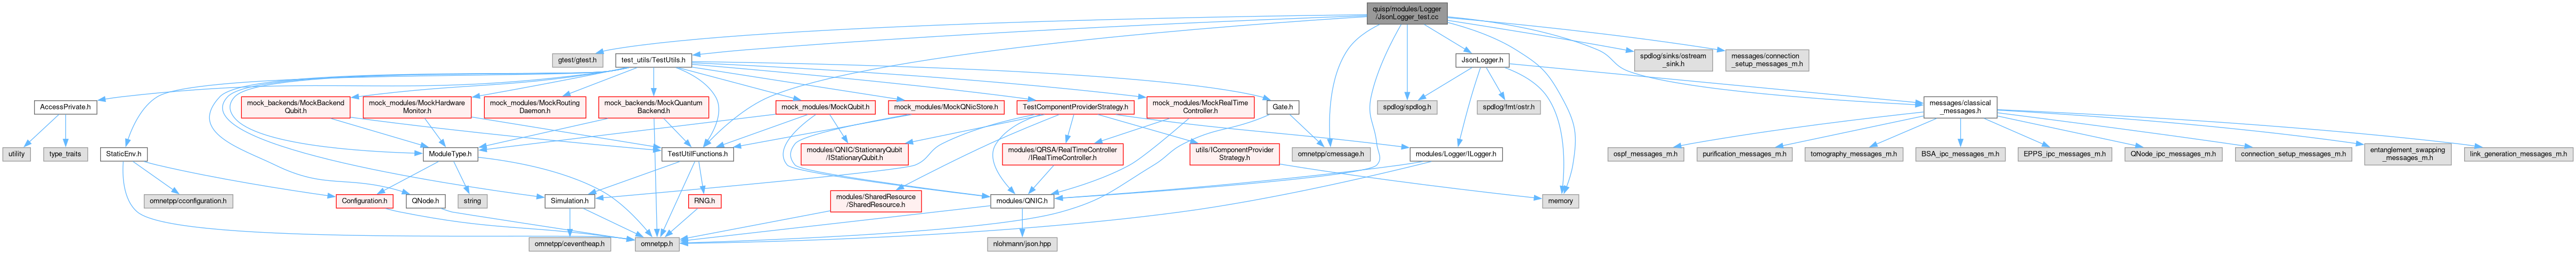 quisp/modules/Logger
/JsonLogger_test.cc
gtest/gtest.h
test_utils/TestUtils.h
JsonLogger.h
spdlog/sinks/ostream
_sink.h
messages/connection
_setup_messages_m.h
AccessPrivate.h
mock_backends/MockBackend
Qubit.h
mock_modules/MockHardware
Monitor.h
mock_modules/MockRouting
Daemon.h
mock_backends/MockQuantum
Backend.h
mock_modules/MockQubit.h
mock_modules/MockQNicStore.h
TestComponentProviderStrategy.h
mock_modules/MockRealTime
Controller.h
Gate.h
spdlog/spdlog.h
spdlog/fmt/ostr.h
messages/classical
_messages.h
utility
type_traits
StaticEnv.h
ModuleType.h
TestUtilFunctions.h
modules/QNIC/StationaryQubit
/IStationaryQubit.h
modules/QRSA/RealTimeController
/IRealTimeController.h
utils/IComponentProvider
Strategy.h
omnetpp/cmessage.h
modules/Logger/ILogger.h
ospf_messages_m.h
purification_messages_m.h
tomography_messages_m.h
BSA_ipc_messages_m.h
EPPS_ipc_messages_m.h
QNode_ipc_messages_m.h
connection_setup_messages_m.h
entanglement_swapping
_messages_m.h
link_generation_messages_m.h
omnetpp/cconfiguration.h
Configuration.h
QNode.h
string
Simulation.h
RNG.h
modules/SharedResource
/SharedResource.h
modules/QNIC.h
memory
omnetpp/ceventheap.h
omnetpp.h
nlohmann/json.hpp